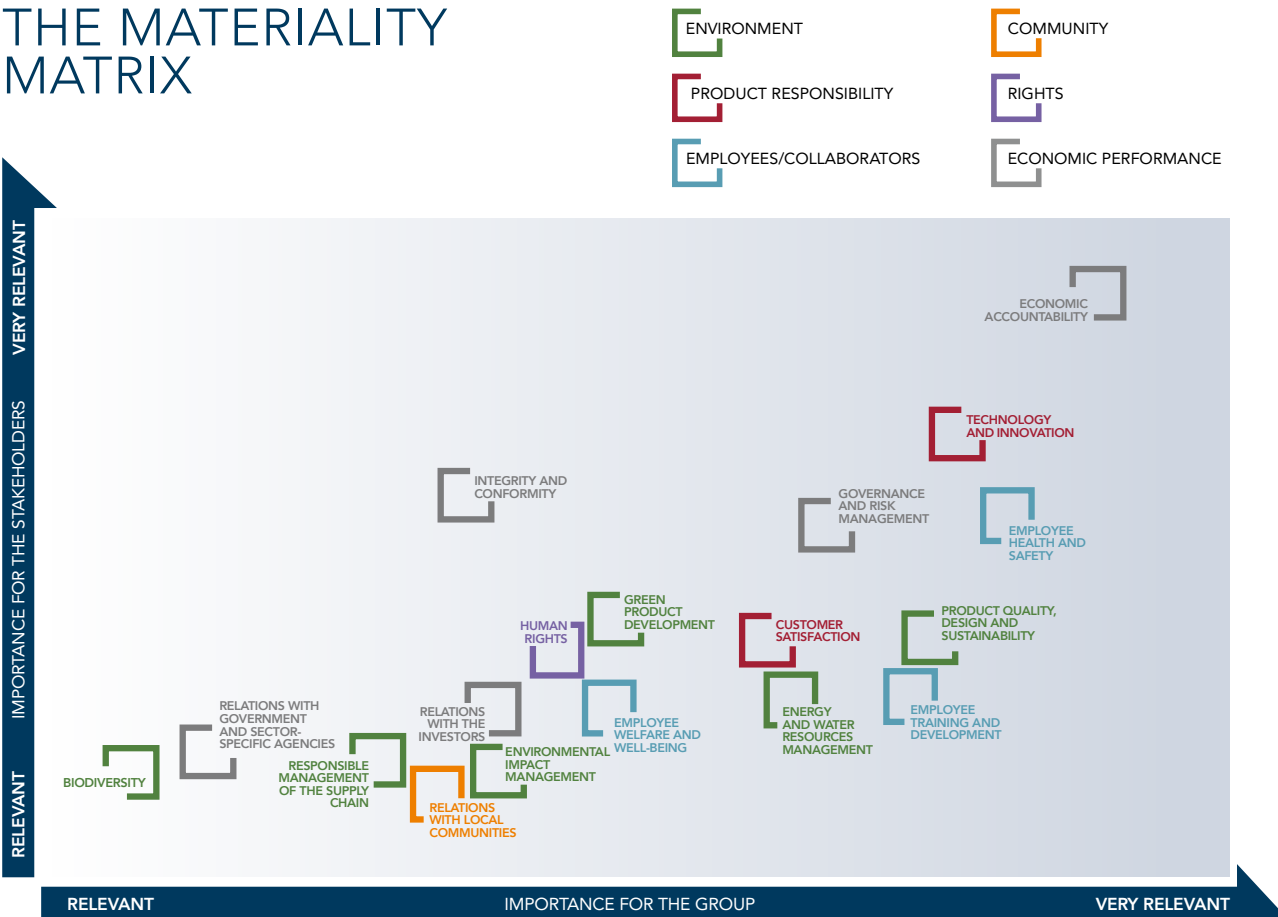 THE MATERIALITY
MATRIX
ENVIRONMENT
COMMUNITY
PRODUCT RESPONSIBILITY
RIGHTS
EMPLOYEES/COLLABORATORS
ECONOMIC PERFORMANCE
VERY RELEVANT
IMPORTANCE FOR THE STAKEHOLDERS
RELEVANT
ECONOMIC
ACCOUNTABILITY
TECHNOLOGY
AND INNOVATION
INTEGRITY AND
CONFORMITY
GOVERNANCE
AND RISK
MANAGEMENT
EMPLOYEE
HEALTH AND
SAFETY
GREEN
PRODUCT
DEVELOPMENT
HUMAN
RIGHTS
CUSTOMER
SATISFACTION
PRODUCT QUALITY,
DESIGN AND
SUSTAINABILITY
RELATIONS WITH
GOVERNMENT
AND SECTOR-
SPECIFIC AGENCIES
RELATIONS
WITH THE
INVESTORS
EMPLOYEE
WELFARE AND
WELL-BEING
ENERGY
AND WATER
RESOURCES
MANAGEMENT
EMPLOYEE
TRAINING AND
DEVELOPMENT
BIODIVERSITY
RESPONSIBLE
MANAGEMENT
OF THE SUPPLY
CHAIN
ENVIRONMENTAL
IMPACT
MANAGEMENT
RELATIONS
WITH LOCAL
COMMUNITIES
RELEVANT
IMPORTANCE FOR THE GROUP
VERY RELEVANT